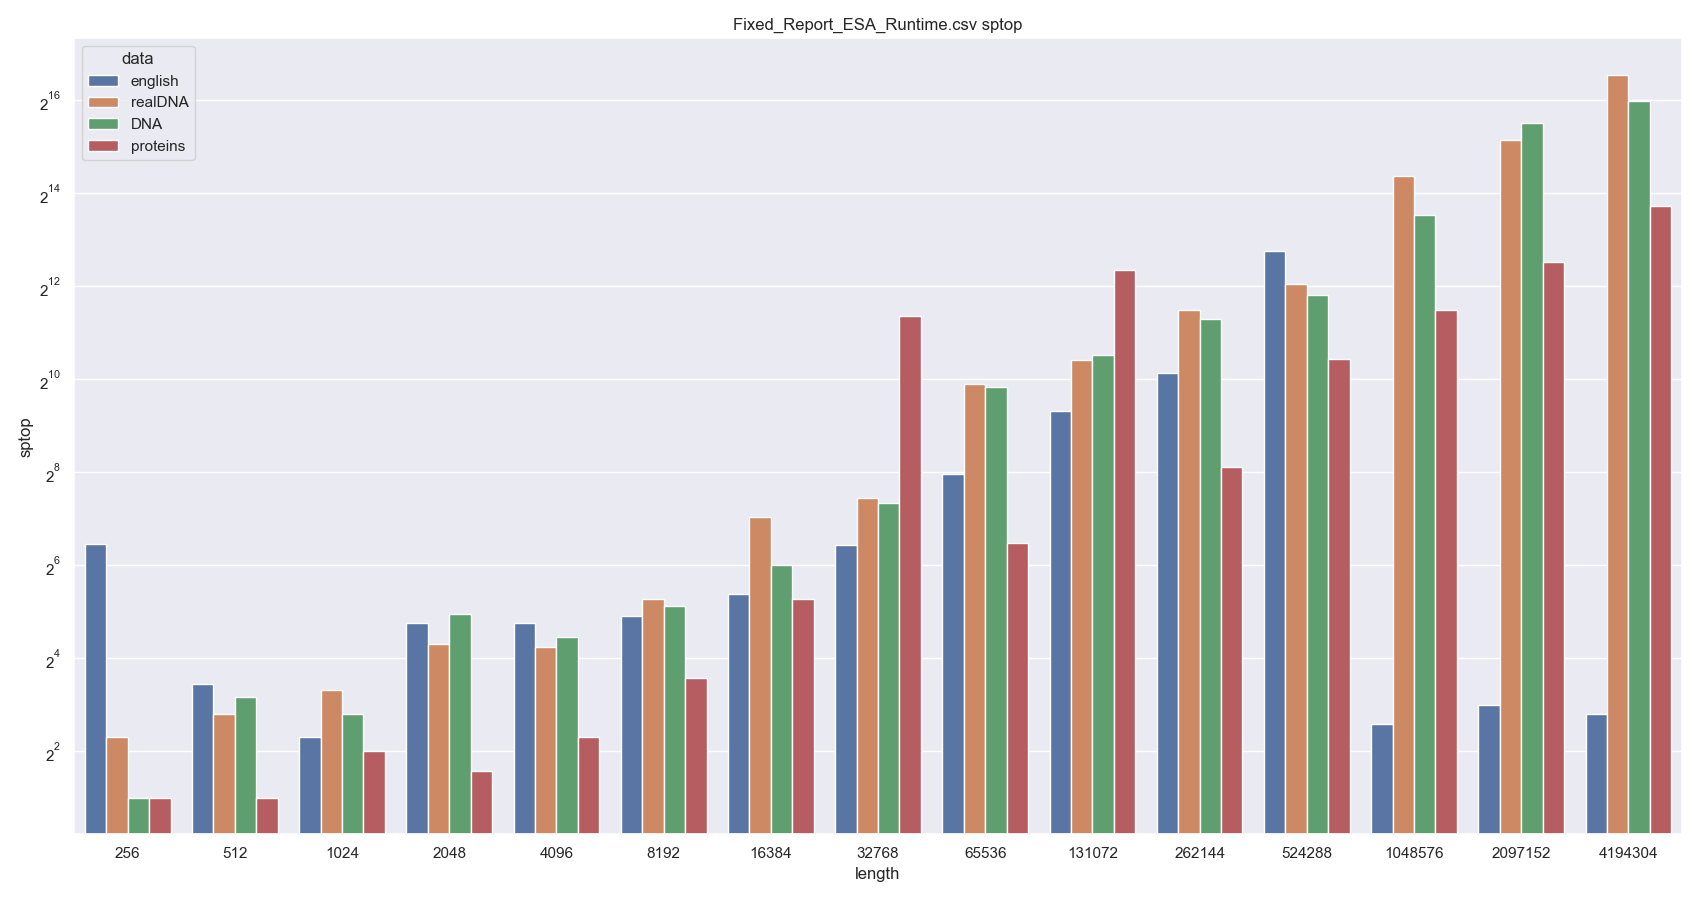 Fixed_Report_ESA_Runtime.csv sptop
data
english
realDNA
DNA
proteins
2^16
2^14
2^12
2^10
2^8
2^6
2^4
2^2
sptop
256 512 1024 2048 4096 8192 16384 32768 65536 131072 262144 524288 1048576 2097152 4194304
length